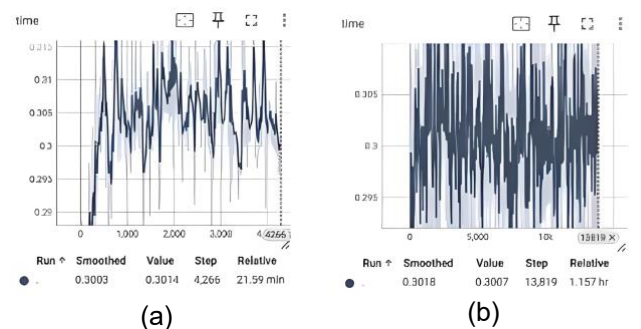 time
0.315
0.31
0.305
0.3
0.295
0.29
0 1,000 2,000 3,000 4,266
Run ↑ Smoothed Value Step Relative
. 0.3003 0.3014 4,266 21.59 min
(a)
time
0.305
0.3
0.295
0 5,000 10k 13819 ×
Run ↑ Smoothed Value Step Relative
. 0.3018 0.3007 13,819 1.157 hr
(b)